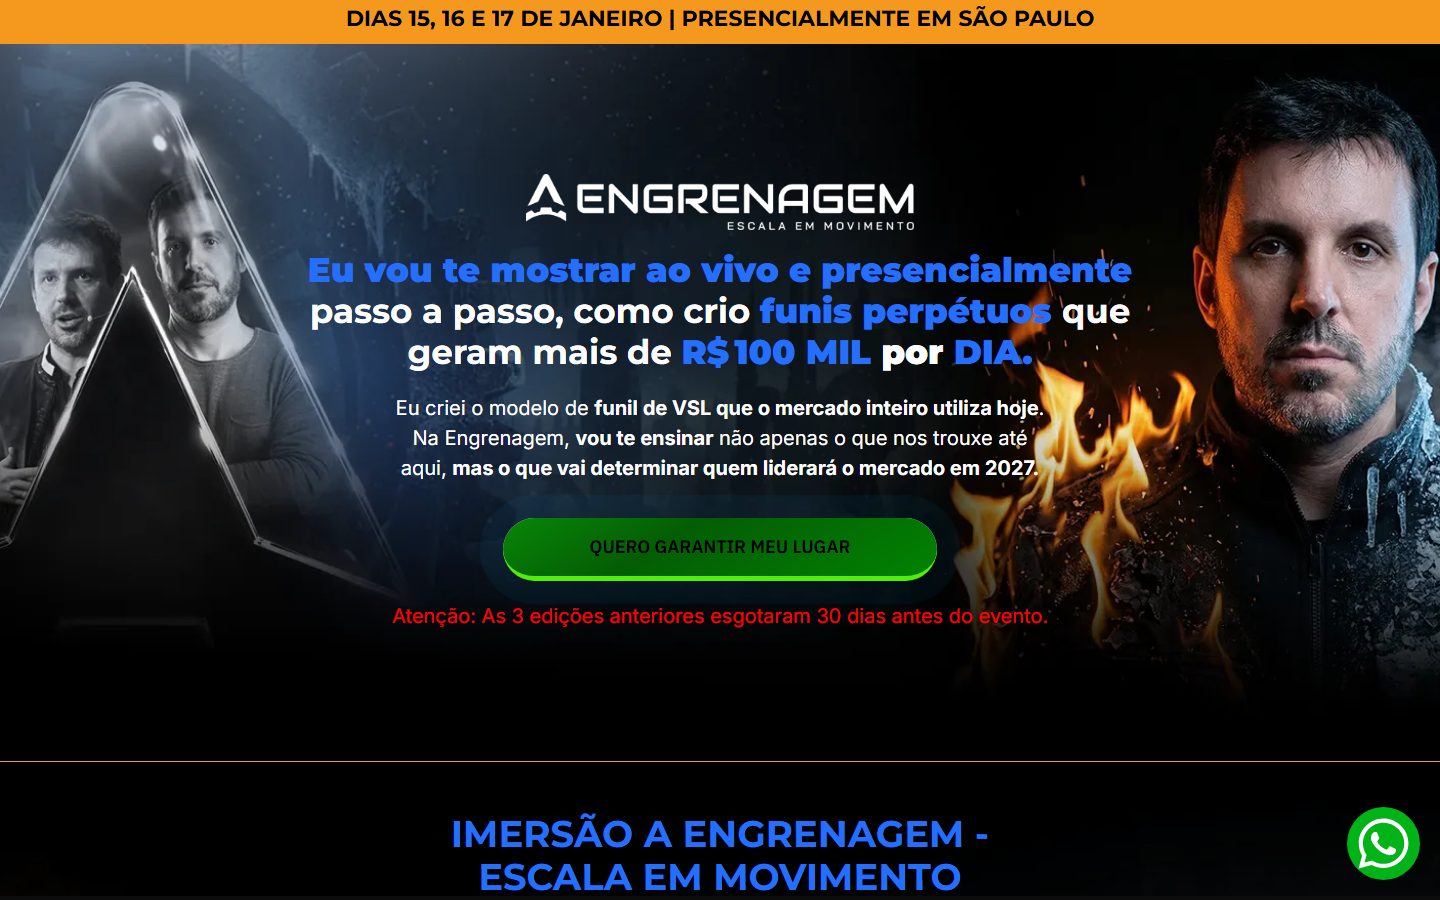 DIAS 15, 16 E 17 DE JANEIRO | PRESENCIALMENTE EM SÃO PAULO
A ENGRENAGEM
ESCALA EM MOVIMENTO
Eu vou te mostrar ao vivo e presencialmente
passo a passo, como crio funis perpétuos que
geram mais de R$100 MIL por DIA.
Eu criei o modelo de funil de VSL que o mercado inteiro utiliza hoje.
Na Engrenagem, vou te ensinar não apenas o que nos trouxe até
aqui, mas o que vai determinar quem liderará o mercado em 2027.
QUERO GARANTIR MEU LUGAR
Atenção: As 3 edições anteriores esgotaram 30 dias antes do evento.
IMERSÃO A ENGRENAGEM -
ESCALA EM MOVIMENTO